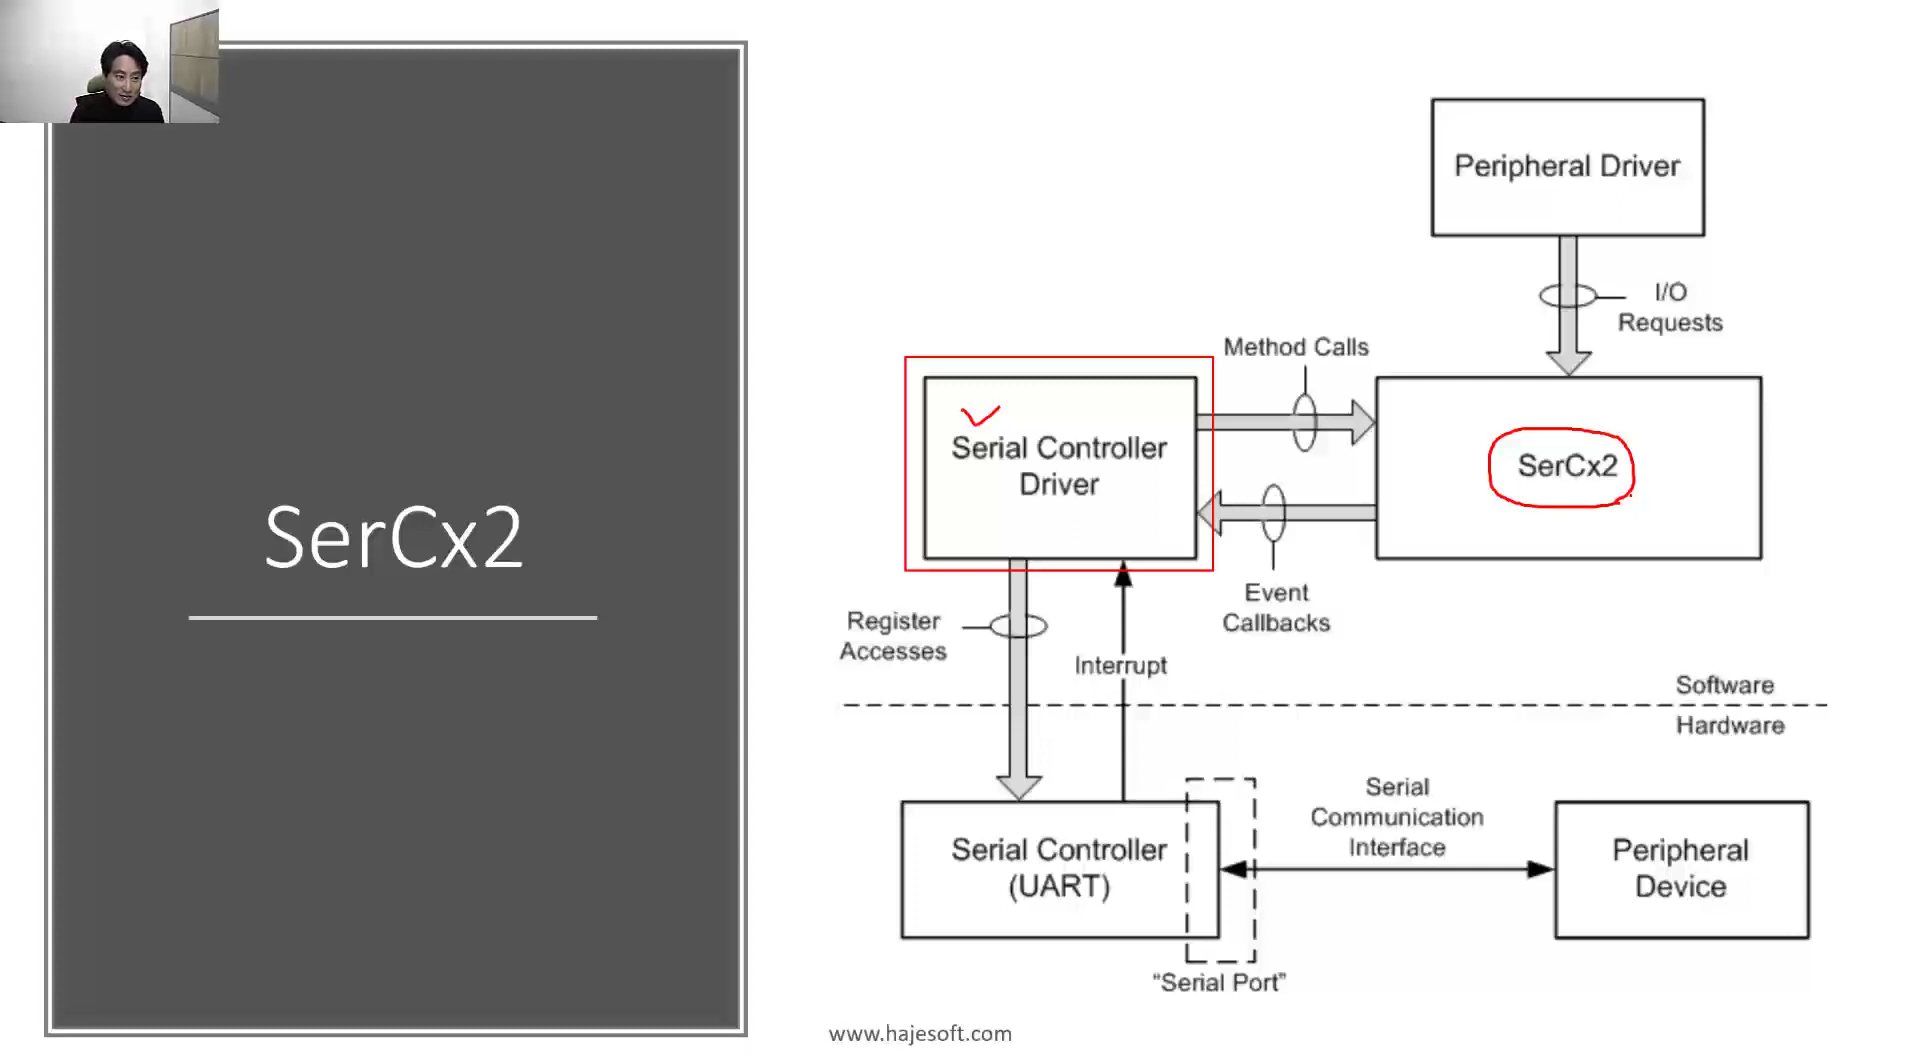 SerCx2
Peripheral Driver
I/O
Requests
Method Calls
Serial Controller
Driver
SerCx2
Event
Callbacks
Register
Accesses
Interrupt
Software
Hardware
Serial
Communication
Interface
Serial Controller
(UART)
Peripheral
Device
“Serial Port”
www.hajesoft.com